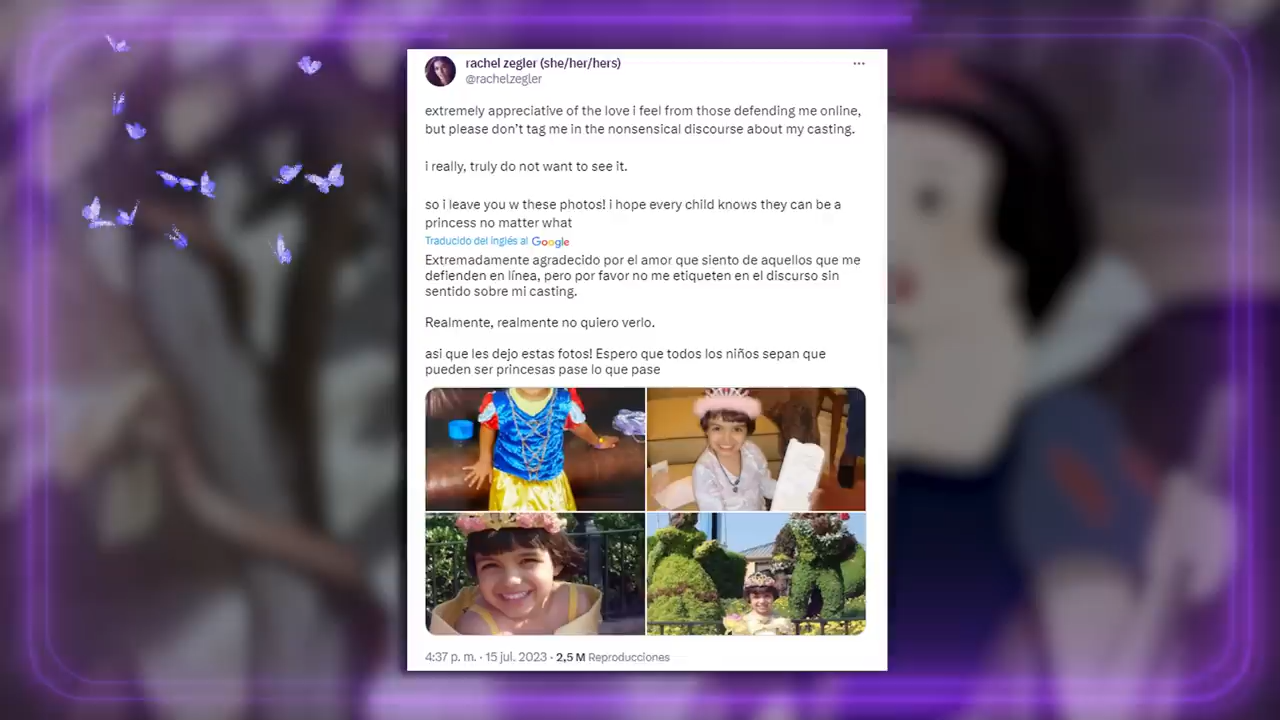 rachel zegler (she/her/hers)
@rachelzegler
extremely appreciative of the love i feel from those defending me online,
but please don't tag me in the nonsensical discourse about my casting.
i really, truly do not want to see it.
so i leave you w these photos! i hope every child knows they can be a
princess no matter what
Traducido del inglés al Google
Extremadamente agradecido por el amor que siento de aquellos que me
defienden en línea, pero por favor no me etiqueten en el discurso sin
sentido sobre mi casting.
Realmente, realmente no quiero verlo.
asi que les dejo estas fotos! Espero que todos los niños sepan que
pueden ser princesas pase lo que pase
4:37 p. m. · 15 jul. 2023 · 2,5 M Reproducciones